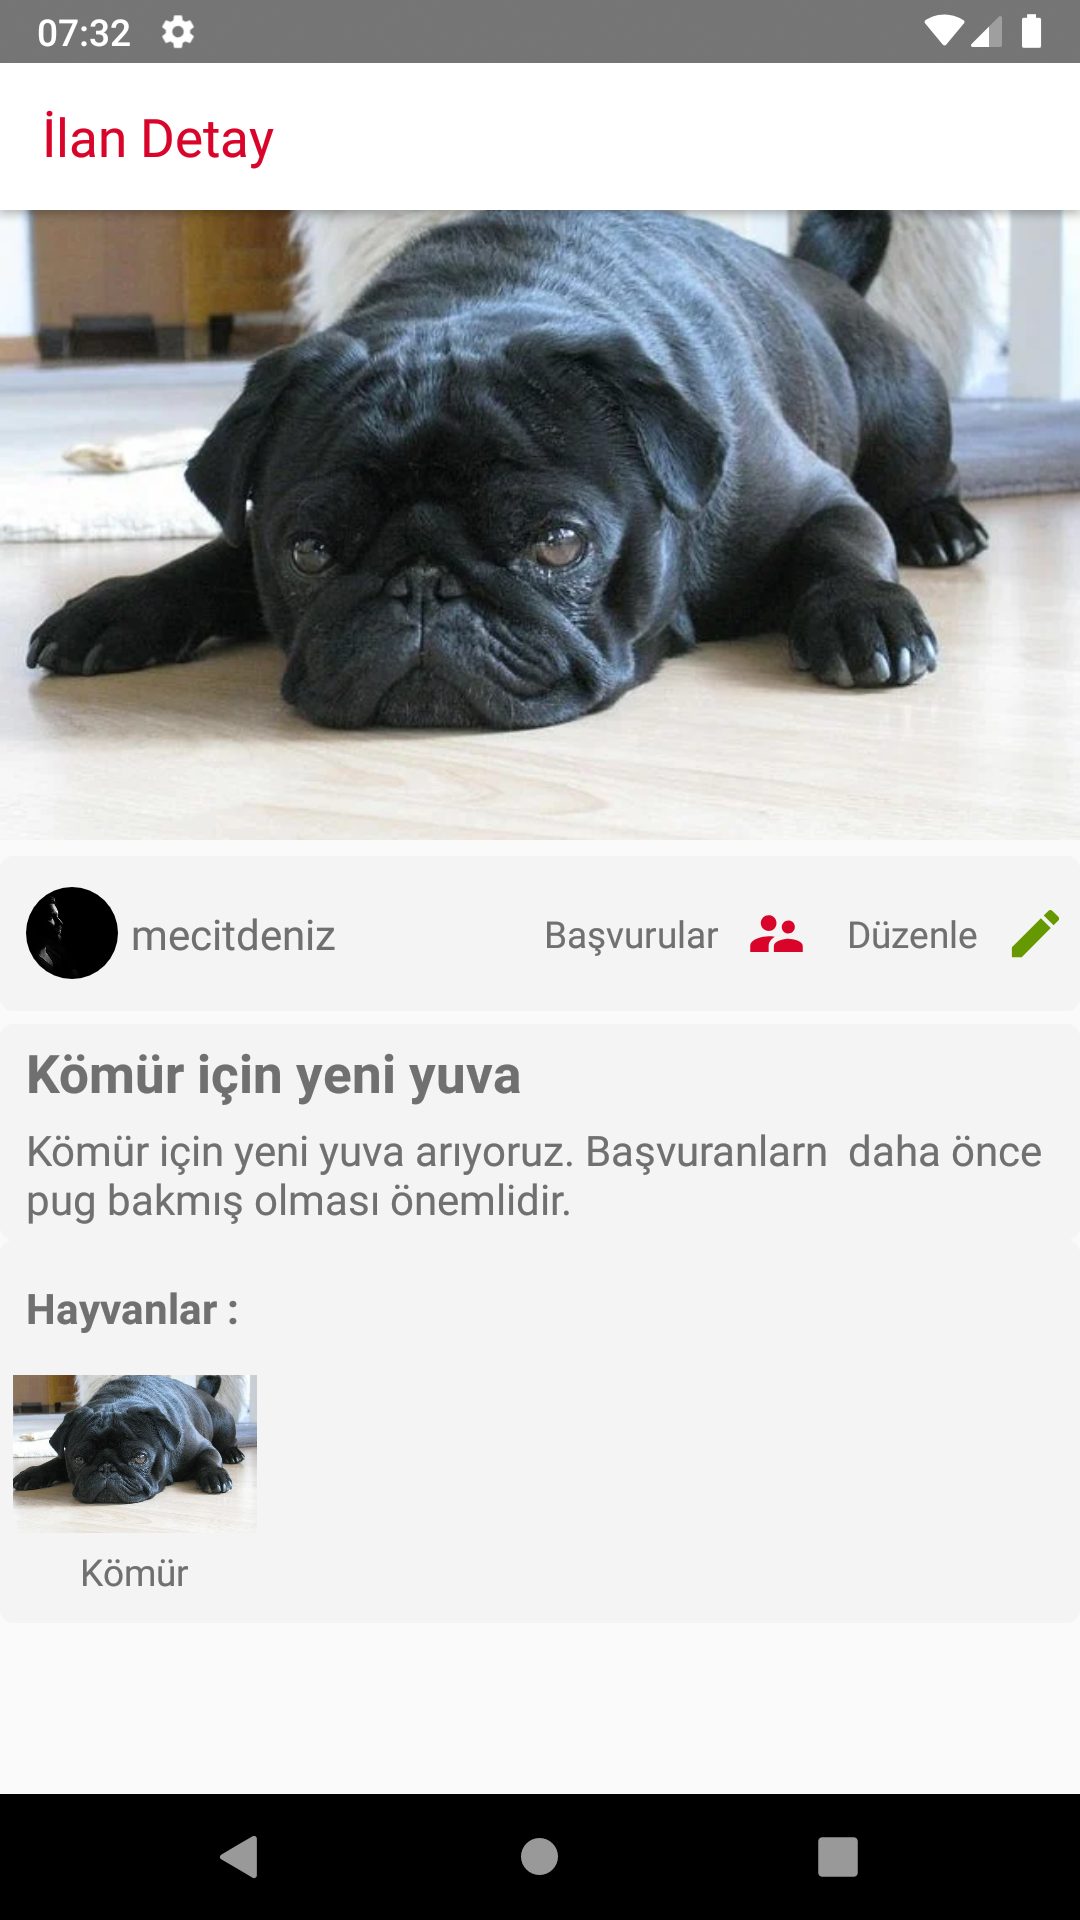 07:32
İlan Detay
mecitdeniz
Başvurular
Düzenle
Kömür için yeni yuva
Kömür için yeni yuva arıyoruz. Başvuranlarn  daha önce
pug bakmış olması önemlidir.
Hayvanlar :
Kömür